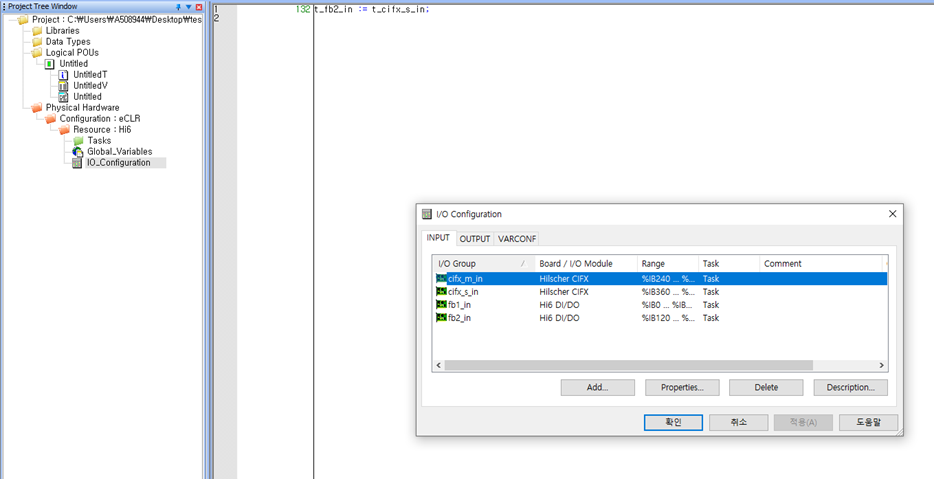 Project Tree Window
Project : C:￦Users￦A508944￦Desktop￦tes
Libraries
Data Types
Logical POUs
Untitled
UntitledT
UntitledV
Untitled
Physical Hardware
Configuration : eCLR
Resource : Hi6
Tasks
Global_Variables
IO_Configuration
1 132 t_fb2_in := t_cifx_s_in;
2
I/O Configuration
INPUT OUTPUT VARCONF
I/O Group / Board / I/O Module Range Task Comment
cifx_m_in Hilscher CIFX %IB240 ... %... Task
cifx_s_in Hilscher CIFX %IB360 ... %... Task
fb1_in Hi6 DI/DO %IB0 ... %IB... Task
fb2_in Hi6 DI/DO %IB120 ... %... Task
Add... Properties... Delete Description...
확인 취소 적용(A) 도움말